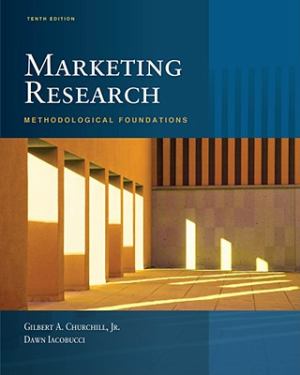 TENTH EDITION
MARKETING
RESEARCH
METHODOLOGICAL FOUNDATIONS
GILBERT A. CHURCHILL, JR.
DAWN IACOBUCCI